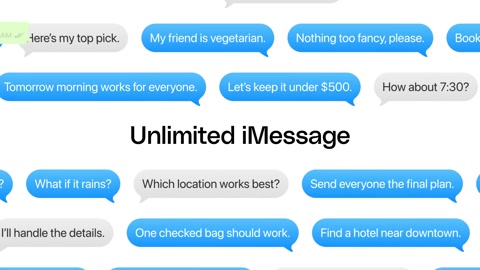 AM
Here's my top pick.
My friend is vegetarian.
Nothing too fancy, please.
Book
Tomorrow morning works for everyone.
Let's keep it under $500.
How about 7:30?
Unlimited iMessage
?
What if it rains?
Which location works best?
Send everyone the final plan.
I'll handle the details.
One checked bag should work.
Find a hotel near downtown.